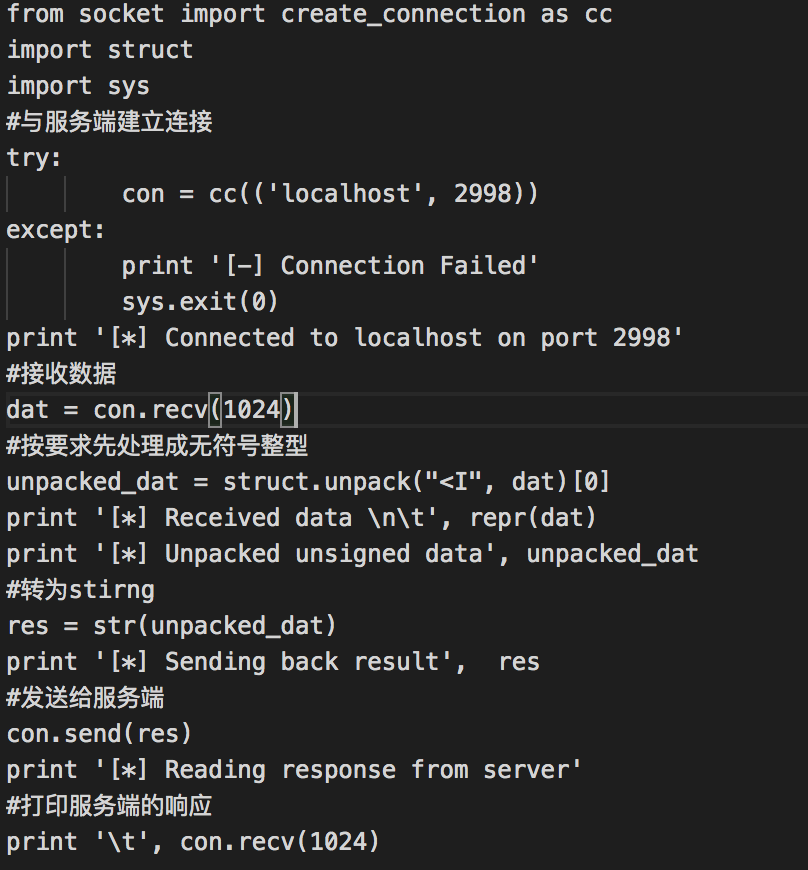 from socket import create_connection as cc
import struct
import sys
#与服务端建立连接
try:
        con = cc(('localhost', 2998))
except:
        print '[-] Connection Failed'
        sys.exit(0)
print '[*] Connected to localhost on port 2998'
#接收数据
dat = con.recv(1024)
#按要求先处理成无符号整型
unpacked_dat = struct.unpack("<I", dat)[0]
print '[*] Received data \n\t', repr(dat)
print '[*] Unpacked unsigned data', unpacked_dat
#转为stirng
res = str(unpacked_dat)
print '[*] Sending back result',  res
#发送给服务端
con.send(res)
print '[*] Reading response from server'
#打印服务端的响应
print '\t', con.recv(1024)